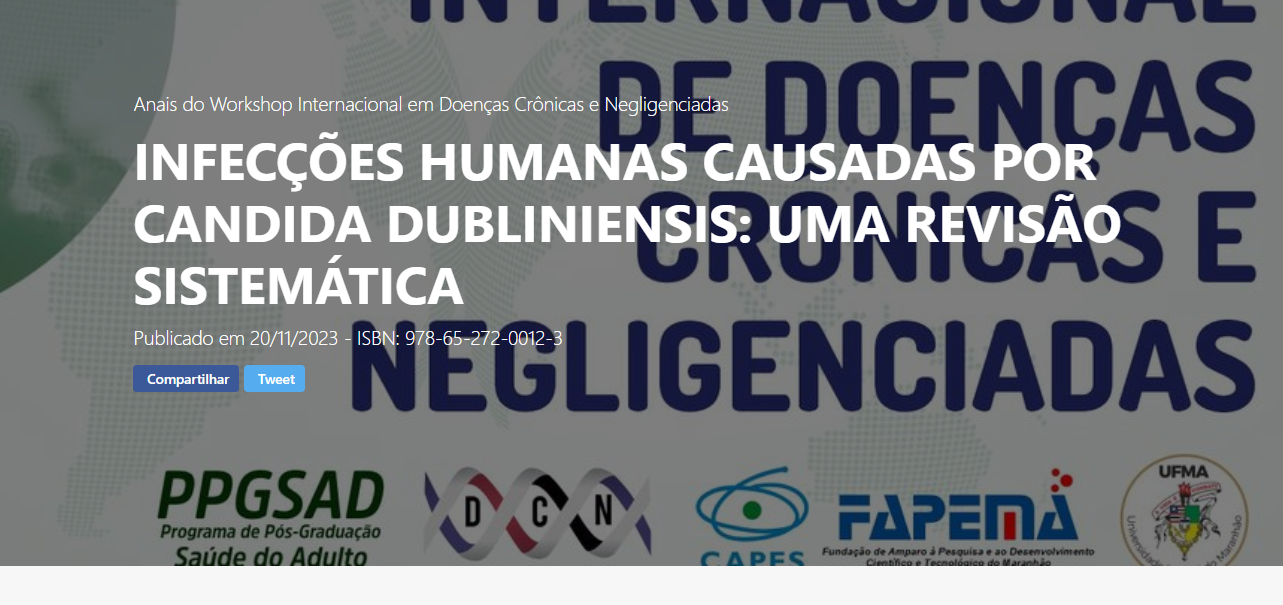 INTERNACIONAL
DE DOENÇAS
CRÔNICAS E
NEGLIGENCIADAS
Anais do Workshop Internacional em Doenças Crônicas e Negligenciadas
INFECÇÕES HUMANAS CAUSADAS POR
CANDIDA DUBLINIENSIS: UMA REVISÃO
SISTEMÁTICA
Publicado em 20/11/2023 - ISBN: 978-65-272-0012-3
Compartilhar Tweet
PPGSAD
Programa de Pós-Graduação
Saúde do Adulto
D C N
CAPES
FAPEMA
Fundação de Amparo à Pesquisa e ao Desenvolvimento
Científico e Tecnológico do Maranhão
UFMA